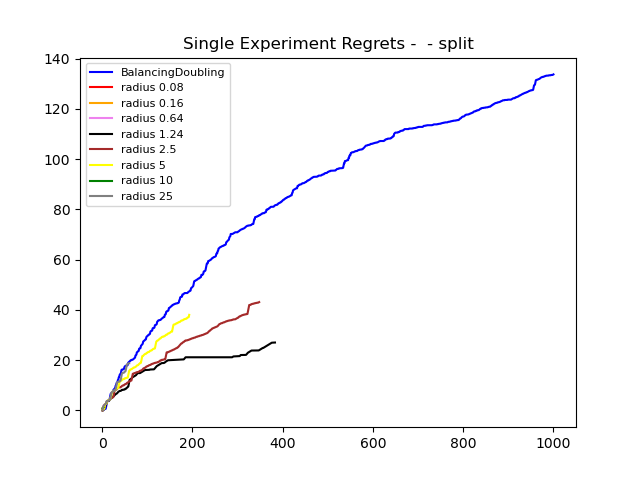 Single Experiment Regrets -  - split
140
120
100
80
60
40
20
0
BalancingDoubling
radius 0.08
radius 0.16
radius 0.64
radius 1.24
radius 2.5
radius 5
radius 10
radius 25
0 200 400 600 800 1000